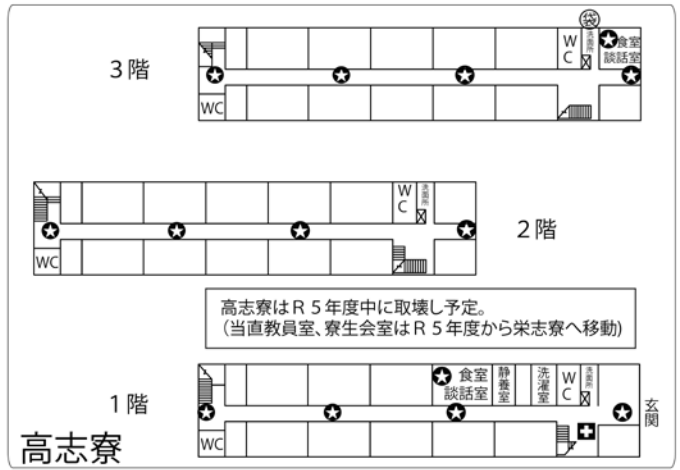 袋
3階
WC
洗面所
食室
談話室
WC
WC
洗面所
2階
WC
高志寮はR5年度中に取壊し予定。
(当直教員室、寮生会室はR5年度から栄志寮へ移動)
1階
食室
談話室
静養室
洗濯室
WC
洗面所
玄関
WC
高志寮